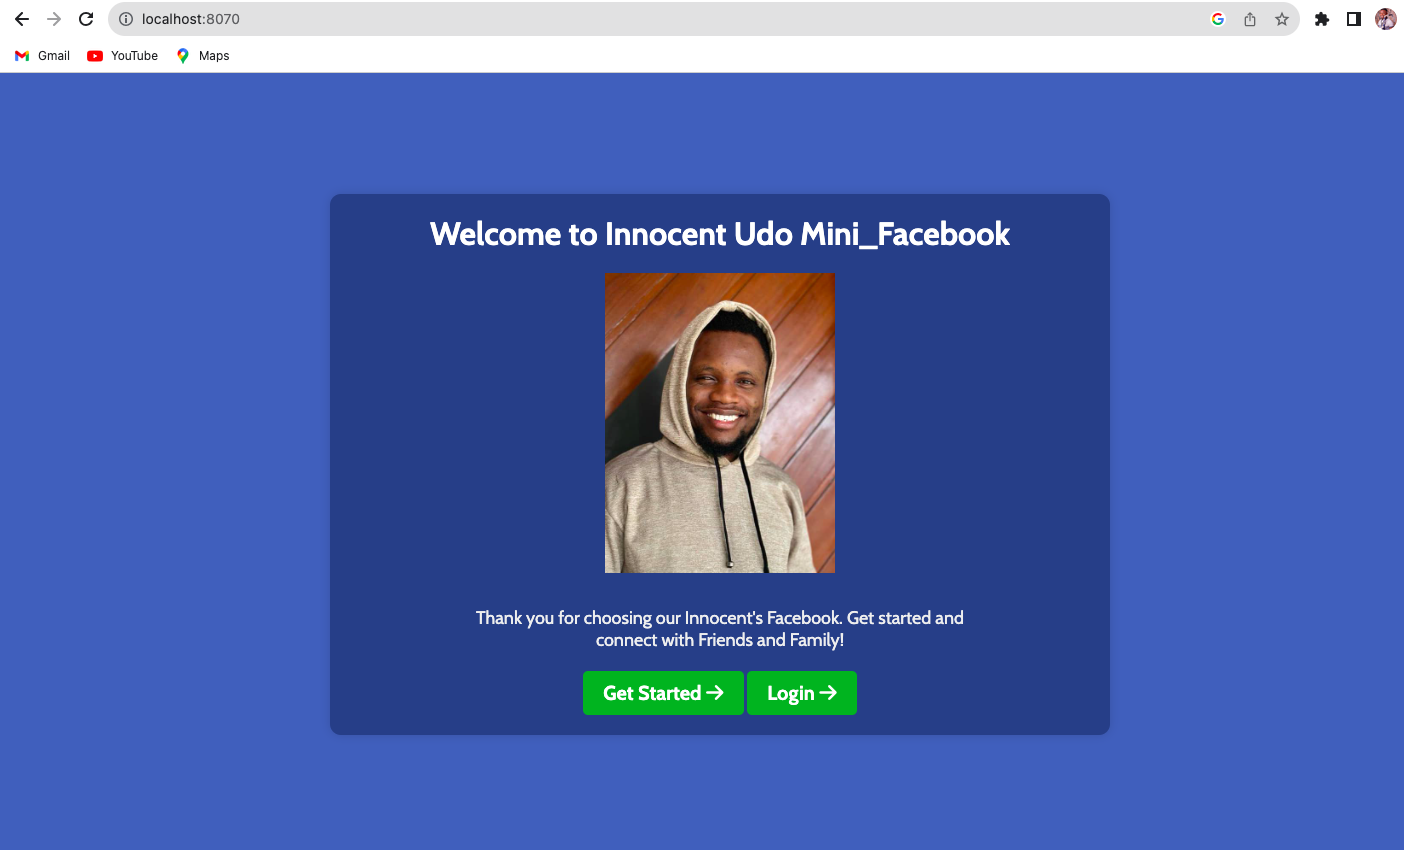 localhost:8070
Gmail YouTube Maps
Welcome to Innocent Udo Mini_Facebook
Thank you for choosing our Innocent's Facebook. Get started and
connect with Friends and Family!
Get Started → Login →